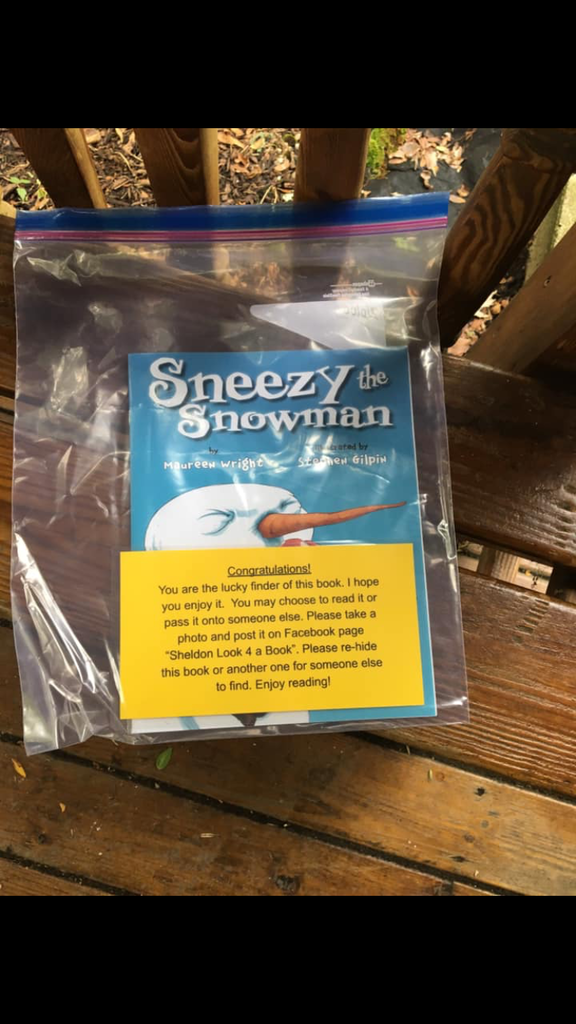 Sneezy the
Snowman
by
Maureen Wright
Stephen Gilpin
Congratulations!
You are the lucky finder of this book. I hope
you enjoy it. You may choose to read it or
pass it onto someone else. Please take a
photo and post it on Facebook page
"Sheldon Look 4 a Book". Please re-hide
this book or another one for someone else
to find. Enjoy reading!